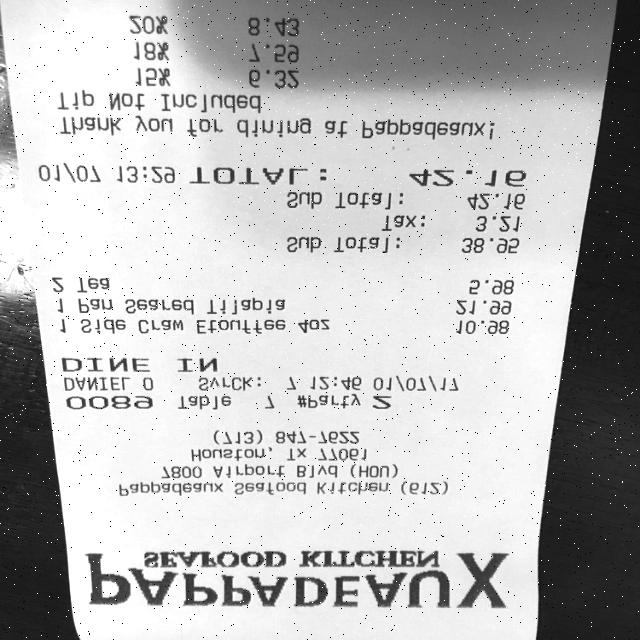 PAPPADEAUX
SEAFOOD KITCHEN
Pappadeaux Seafood Kitchen (612)
7800 Airport Blvd (HOU)
Houston, Tx 77061
(713) 847-7622
0089 Table 7 #Party 2
DANIEL O SvrCk: 7 12:46 01/07/17
DINE IN
1 Side Craw Etouffee 4oz 10.98
1 Pan Seared Tilapia 21.99
2 Tea 5.98
Sub Total: 38.95
Tax: 3.21
Sub Total: 42.16
01/07 13:29 TOTAL: 42.16
Thank you for dining at Pappadeaux!
Tip Not Included
15% 6.32
18% 7.59
20% 8.43